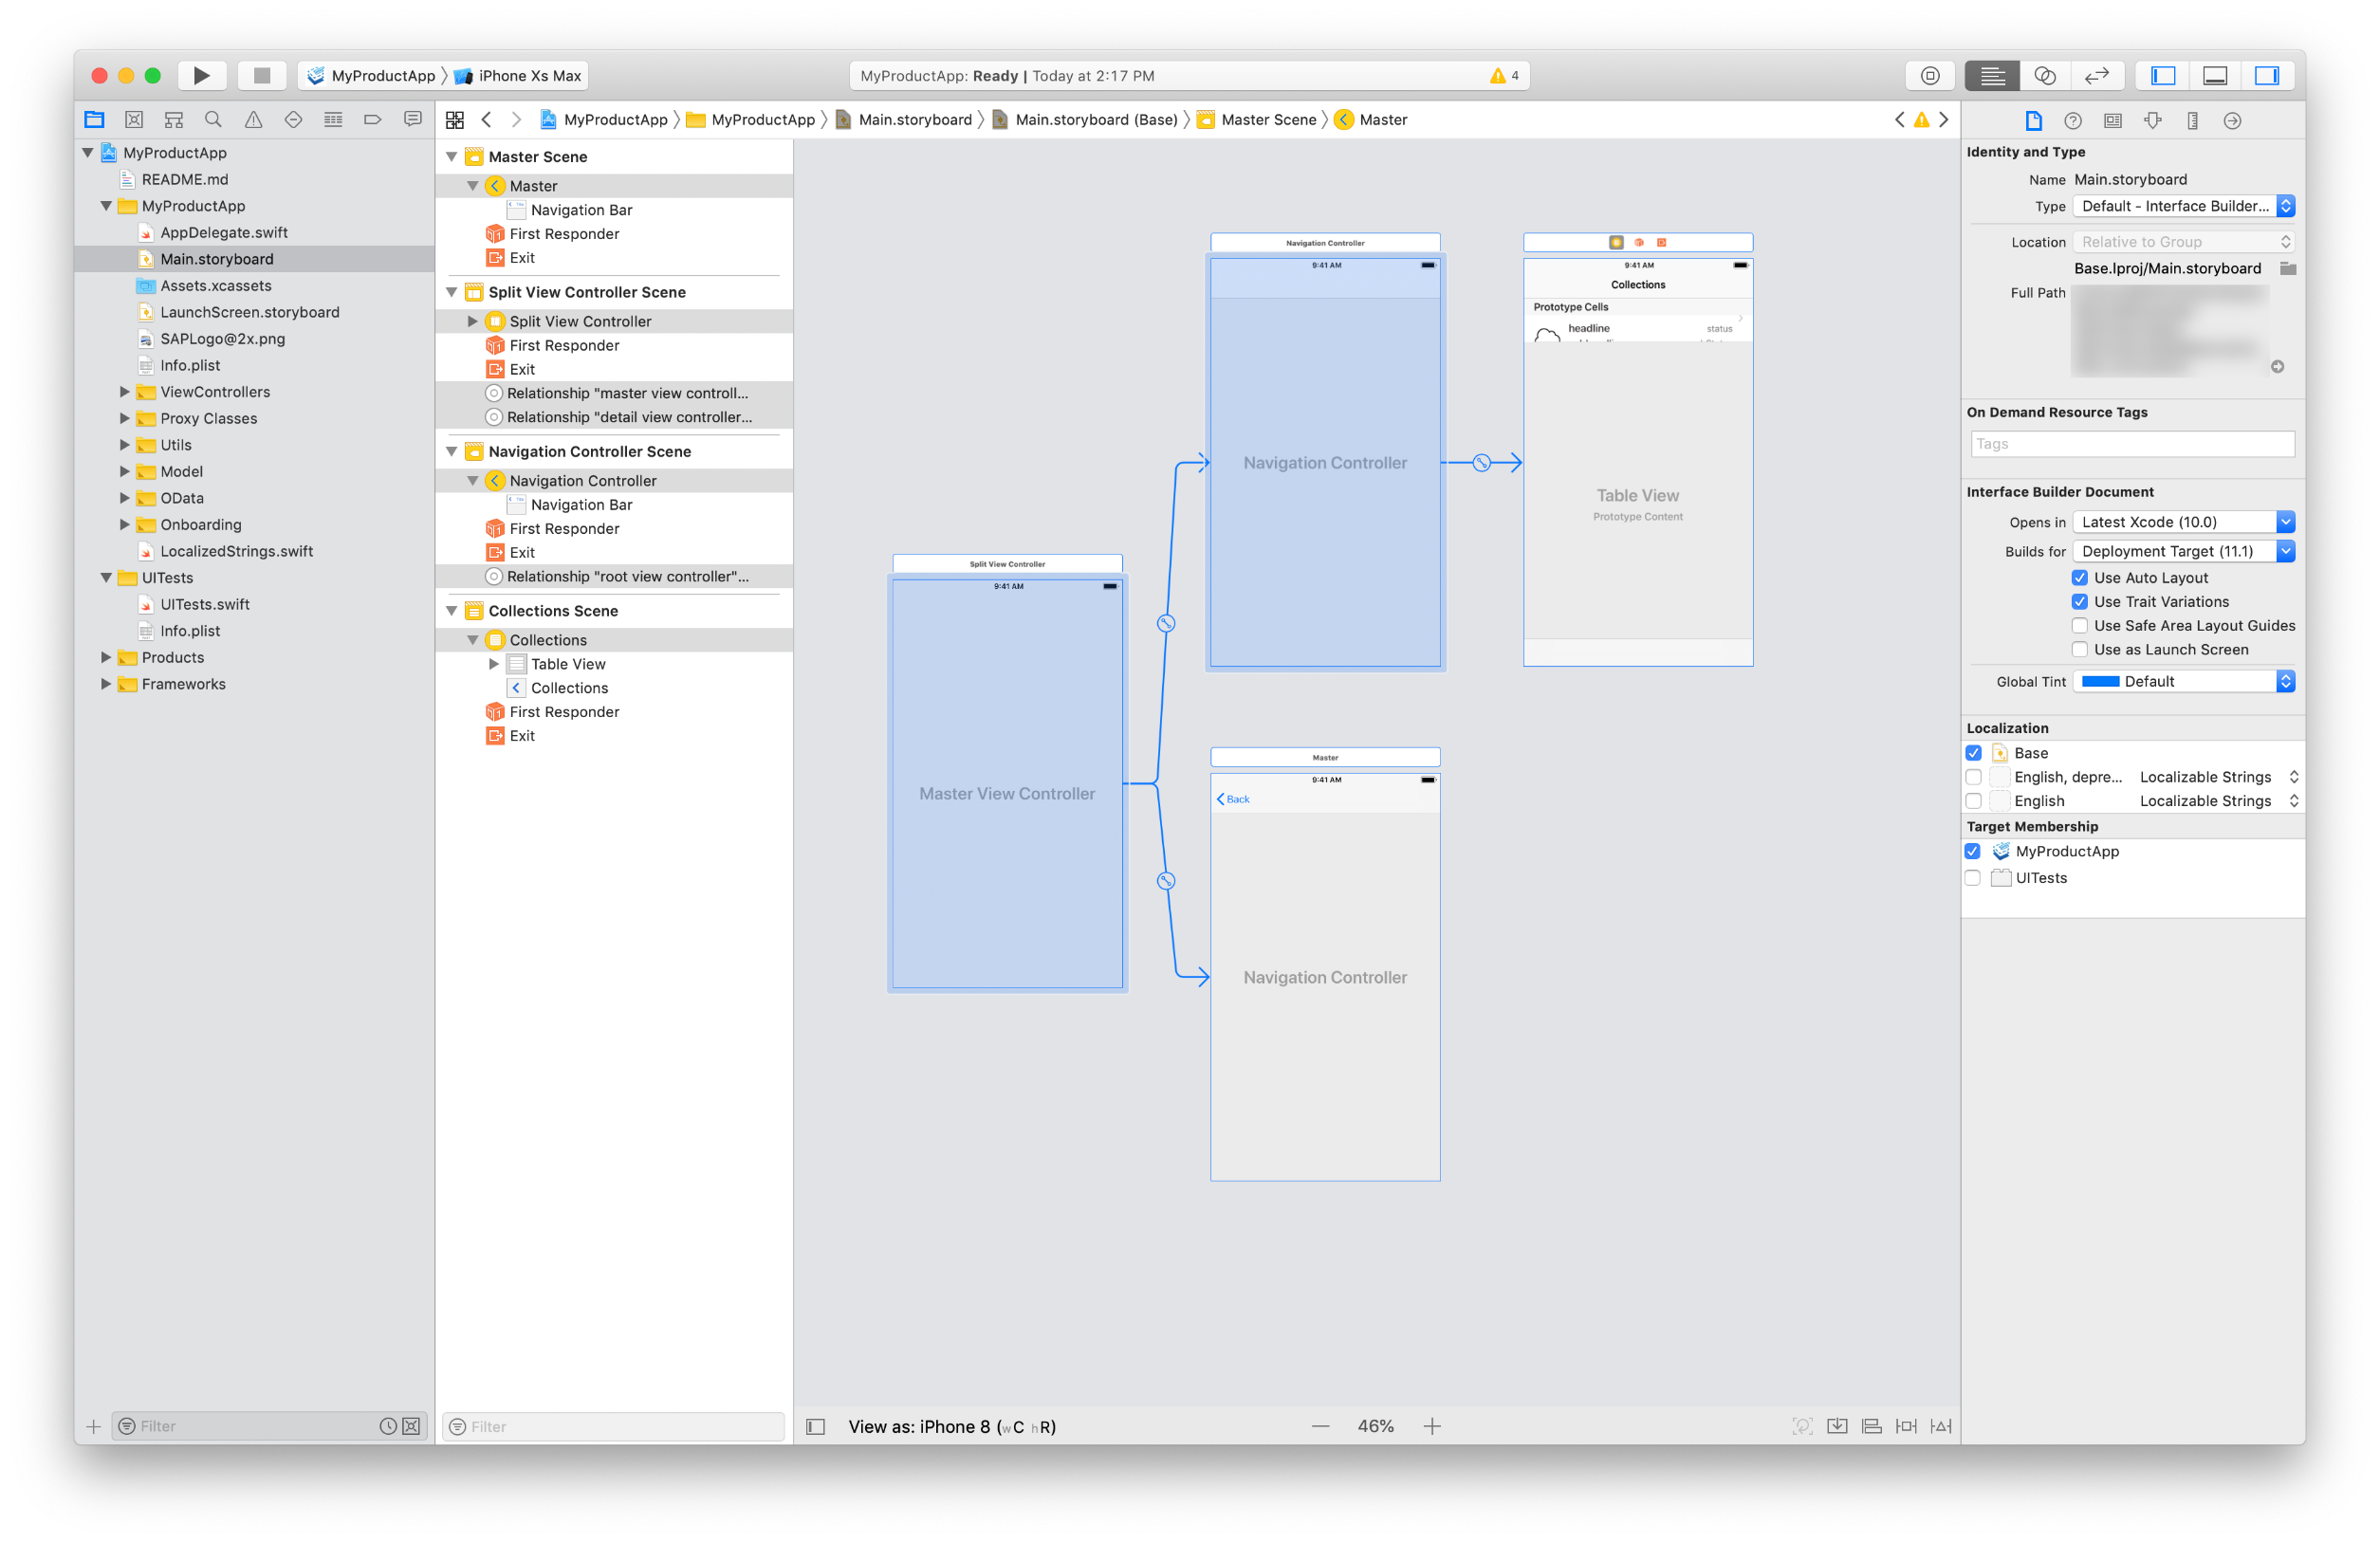 MyProductApp
iPhone Xs Max
MyProductApp: Ready | Today at 2:17 PM
4
MyProductApp
MyProductApp
Main.storyboard
Main.storyboard (Base)
Master Scene
Master
MyProductApp
README.md
MyProductApp
AppDelegate.swift
Main.storyboard
Assets.xcassets
LaunchScreen.storyboard
SAPLogo@2x.png
Info.plist
ViewControllers
Proxy Classes
Utils
Model
OData
Onboarding
LocalizedStrings.swift
UITests
UITests.swift
Info.plist
Products
Frameworks
Filter
Master Scene
Master
Navigation Bar
First Responder
Exit
Split View Controller Scene
Split View Controller
First Responder
Exit
Relationship "master view controll...
Relationship "detail view controller...
Navigation Controller Scene
Navigation Controller
Navigation Bar
First Responder
Exit
Relationship "root view controller"...
Collections Scene
Collections
Table View
Collections
First Responder
Exit
Filter
Split View Controller
9:41 AM
Master View Controller
Navigation Controller
9:41 AM
Navigation Controller
9:41 AM
Collections
Prototype Cells
headline
status
Table View
Prototype Content
Master
9:41 AM
Back
Navigation Controller
View as: iPhone 8 (wC hR)
46%
Identity and Type
Name Main.storyboard
Type Default - Interface Builder...
Location Relative to Group
Base.lproj/Main.storyboard
Full Path
On Demand Resource Tags
Tags
Interface Builder Document
Opens in Latest Xcode (10.0)
Builds for Deployment Target (11.1)
Use Auto Layout
Use Trait Variations
Use Safe Area Layout Guides
Use as Launch Screen
Global Tint Default
Localization
Base
English, depre... Localizable Strings
English Localizable Strings
Target Membership
MyProductApp
UITests